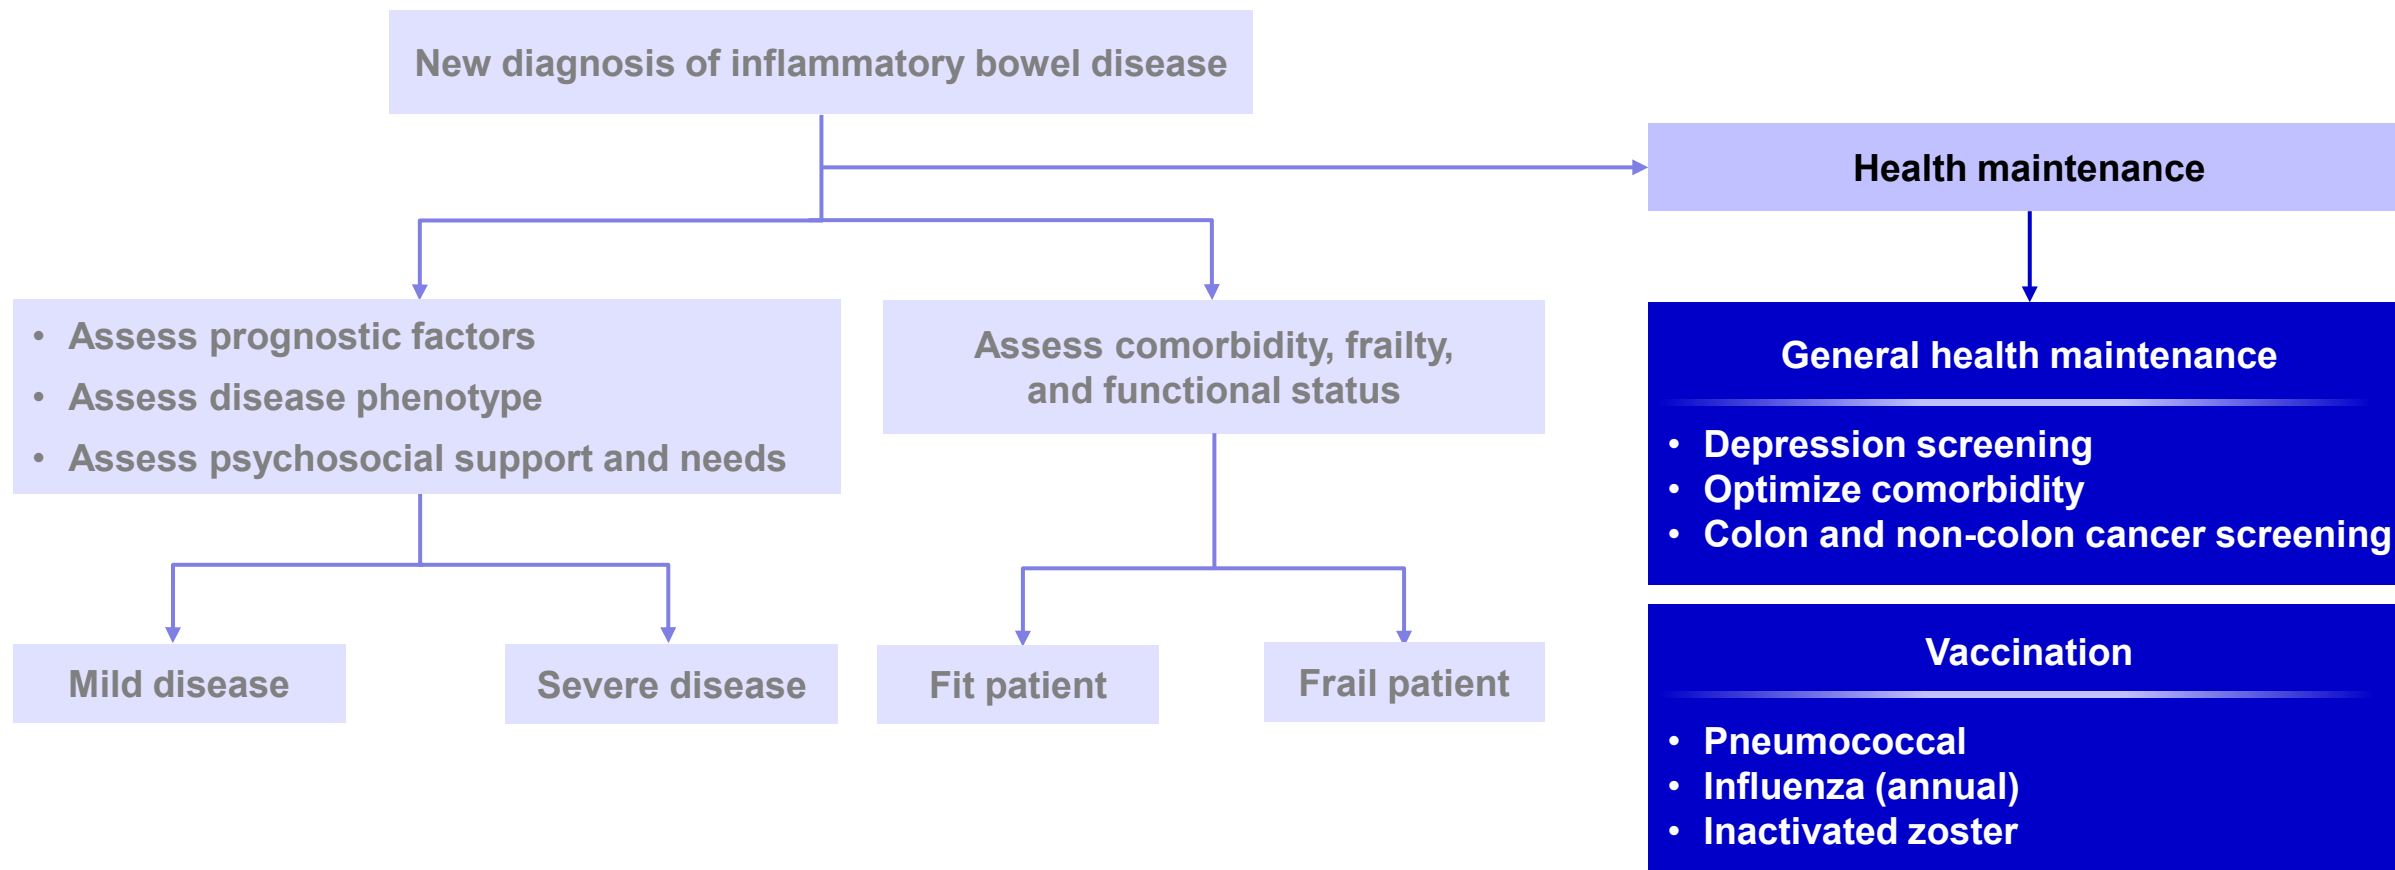 New diagnosis of inflammatory bowel disease
Health maintenance
• Assess prognostic factors
• Assess disease phenotype
• Assess psychosocial support and needs
Assess comorbidity, frailty,
and functional status
General health maintenance
• Depression screening
• Optimize comorbidity
• Colon and non-colon cancer screening
Mild disease
Severe disease
Fit patient
Frail patient
Vaccination
• Pneumococcal
• Influenza (annual)
• Inactivated zoster